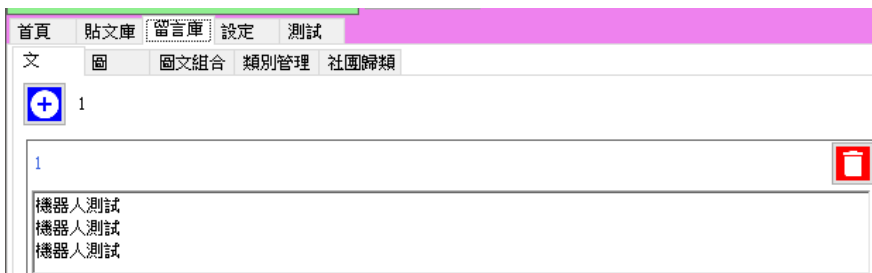 首頁 貼文庫 留言庫 設定 測試
文 圖 圖文組合 類別管理 社團歸類
1
1
機器人測試
機器人測試
機器人測試